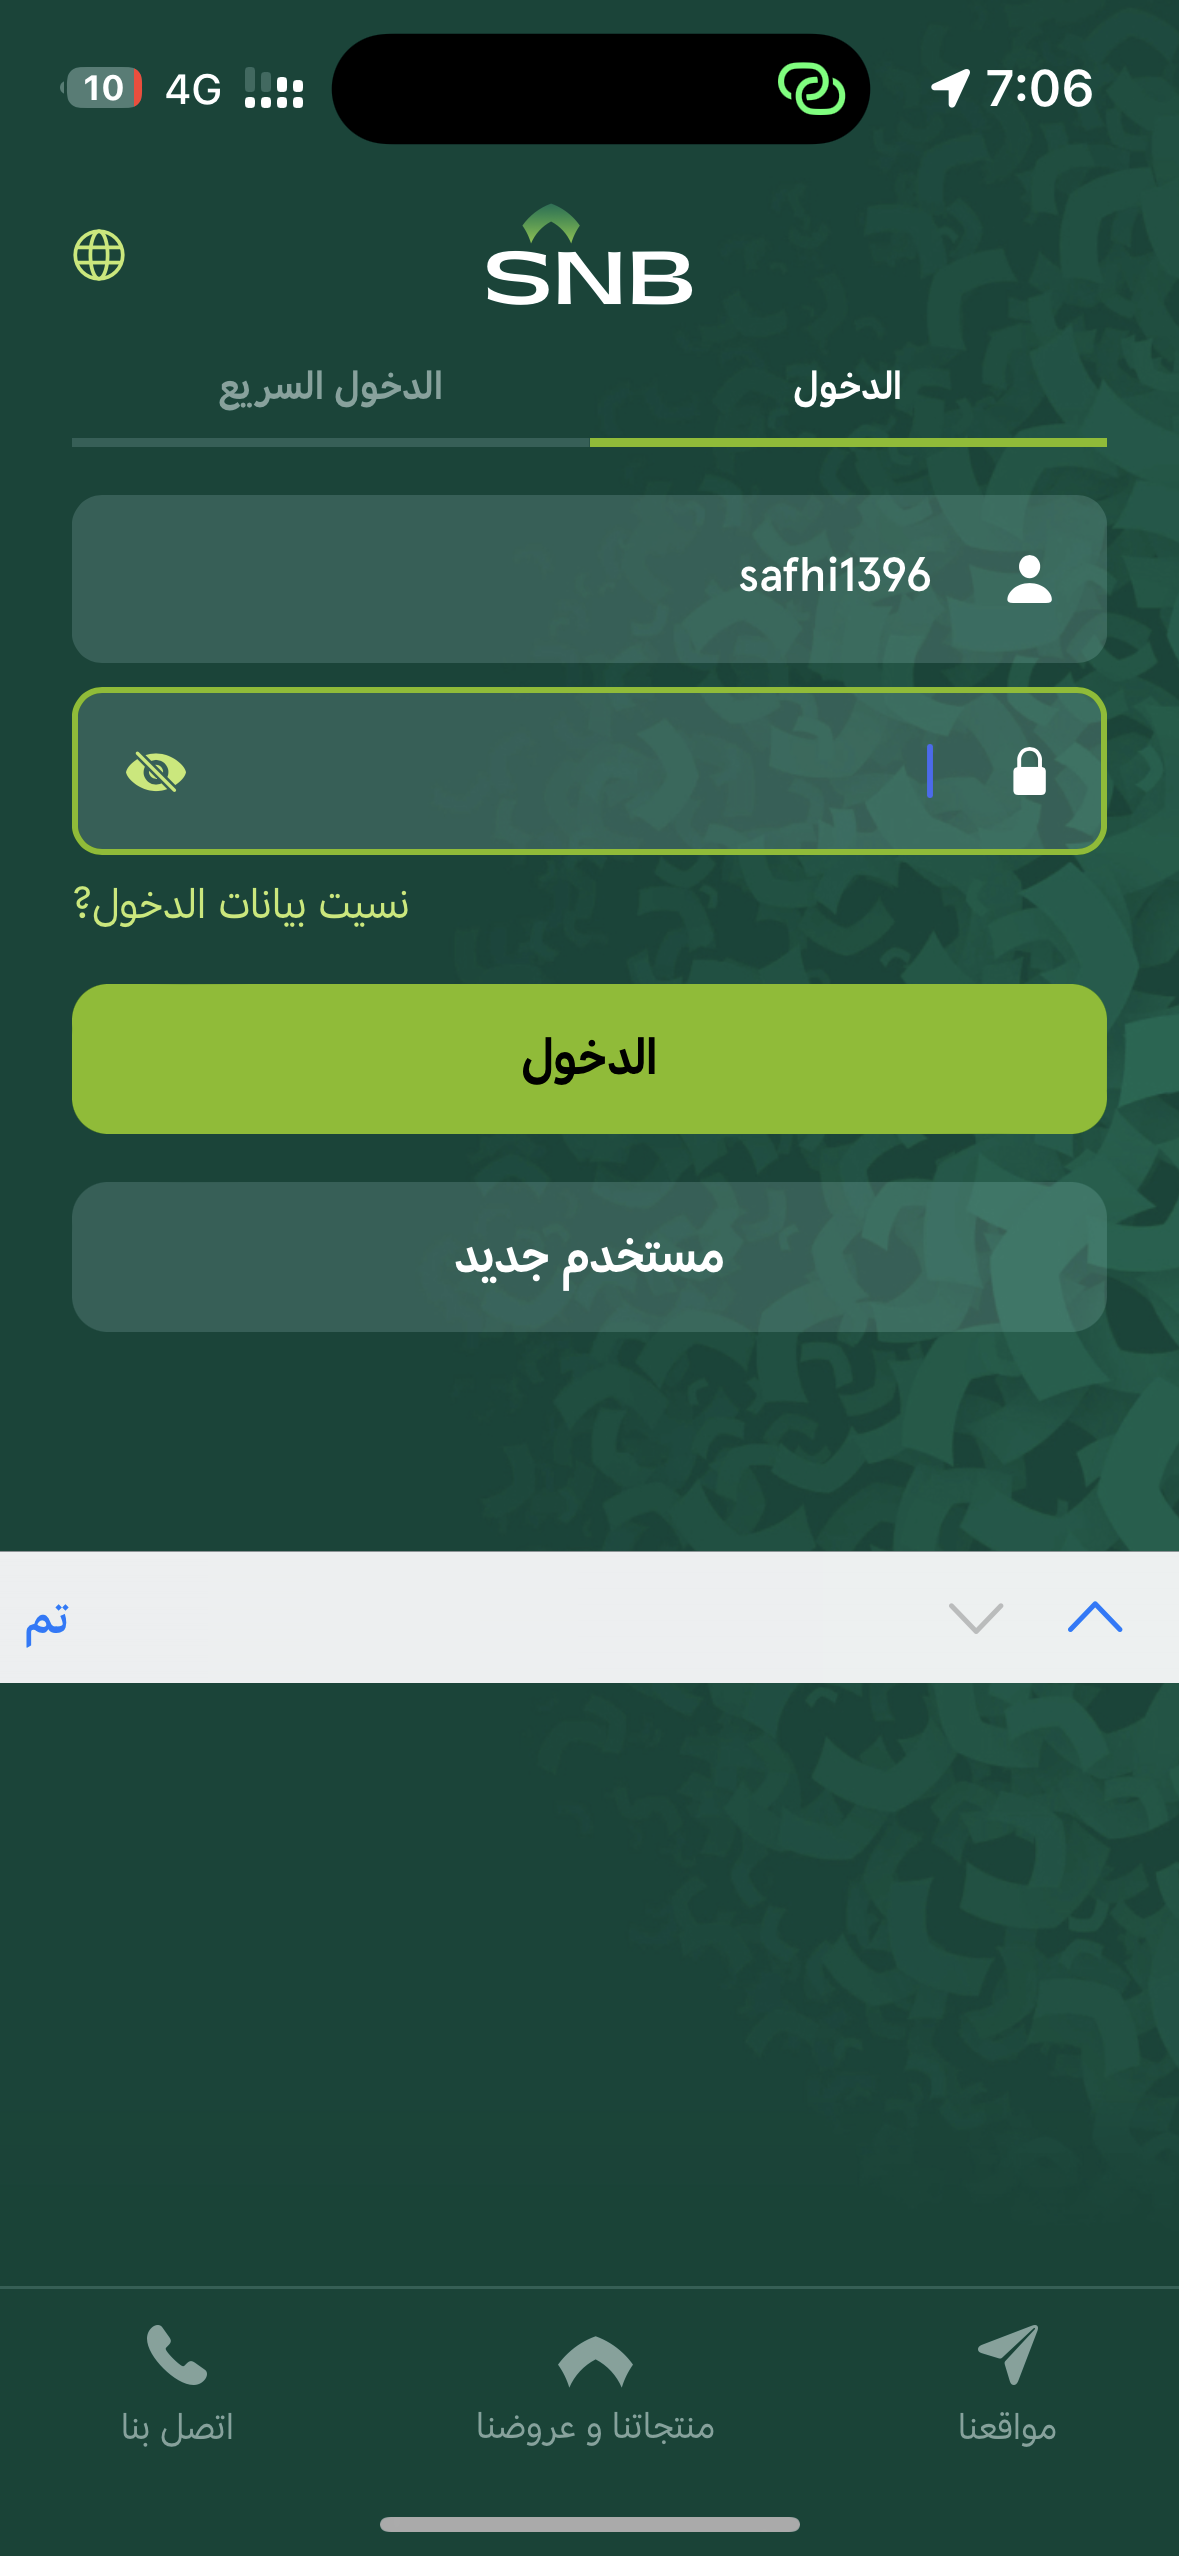 7:06
4G
10
SNB
الدخول
الدخول السريع
safhi1396
نسيت بيانات الدخول?
الدخول
مستخدم جديد
تم
مواقعنا
منتجاتنا و عروضنا
اتصل بنا